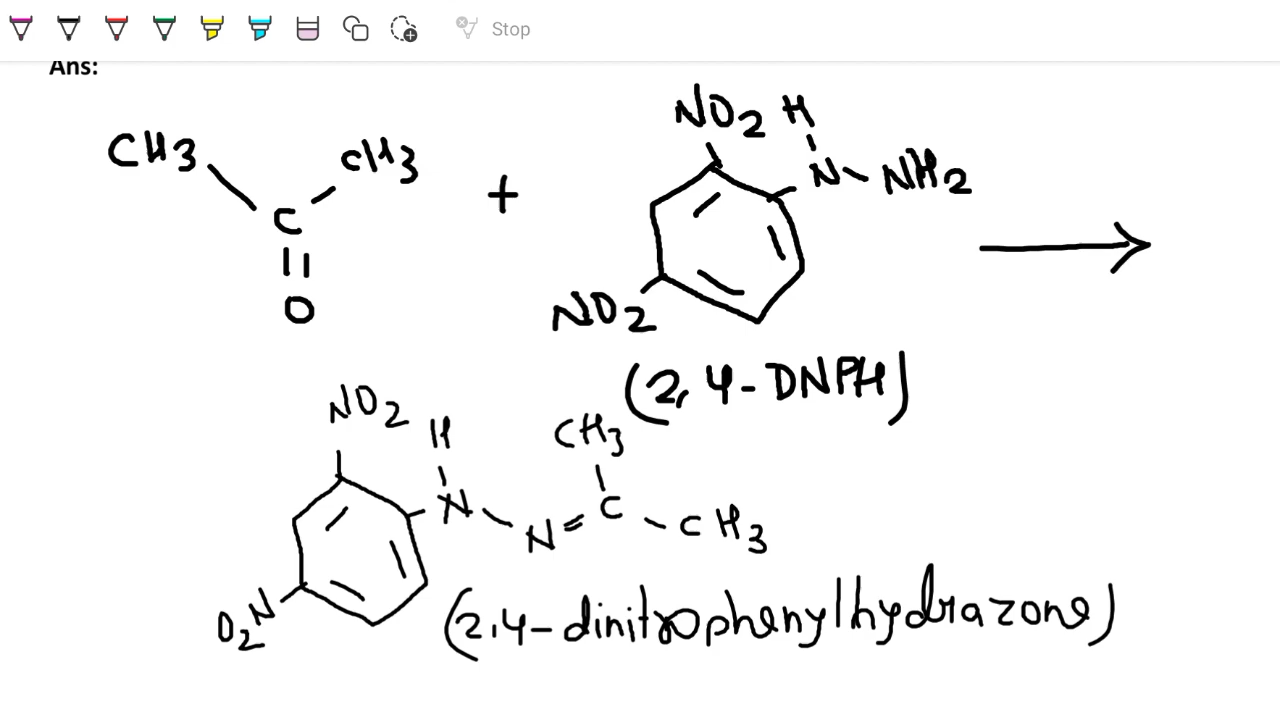 Stop
Ans:
NO2 H
CH3 CH3 N NH2
+
C
O
NO2
(2,4-DNPH)
NO2 H CH3
N N C CH3
O2N
(2,4-dinitrophenylhydrazone)